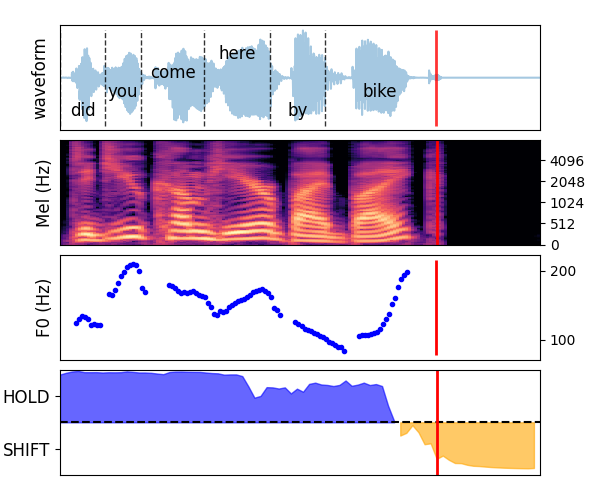 waveform
did you come here by bike
Mel (Hz)
4096
2048
1024
512
0
F0 (Hz)
200
100
HOLD
SHIFT